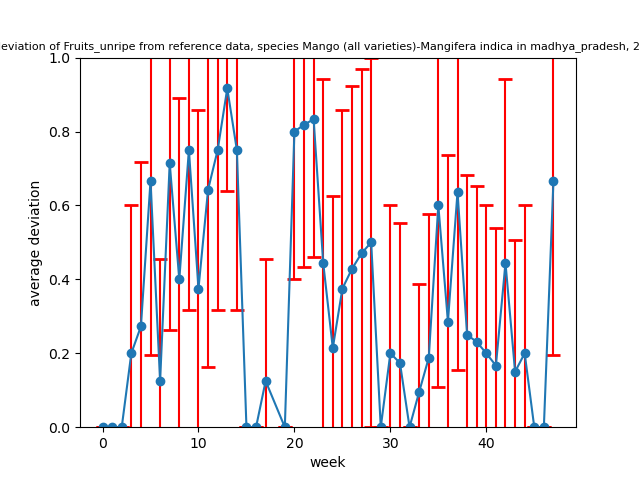 eviation of Fruits_unripe from reference data, species Mango (all varieties)-Mangifera indica in madhya_pradesh, 2
1.0
0.8
0.6
0.4
0.2
0.0
average deviation
0 10 20 30 40
week